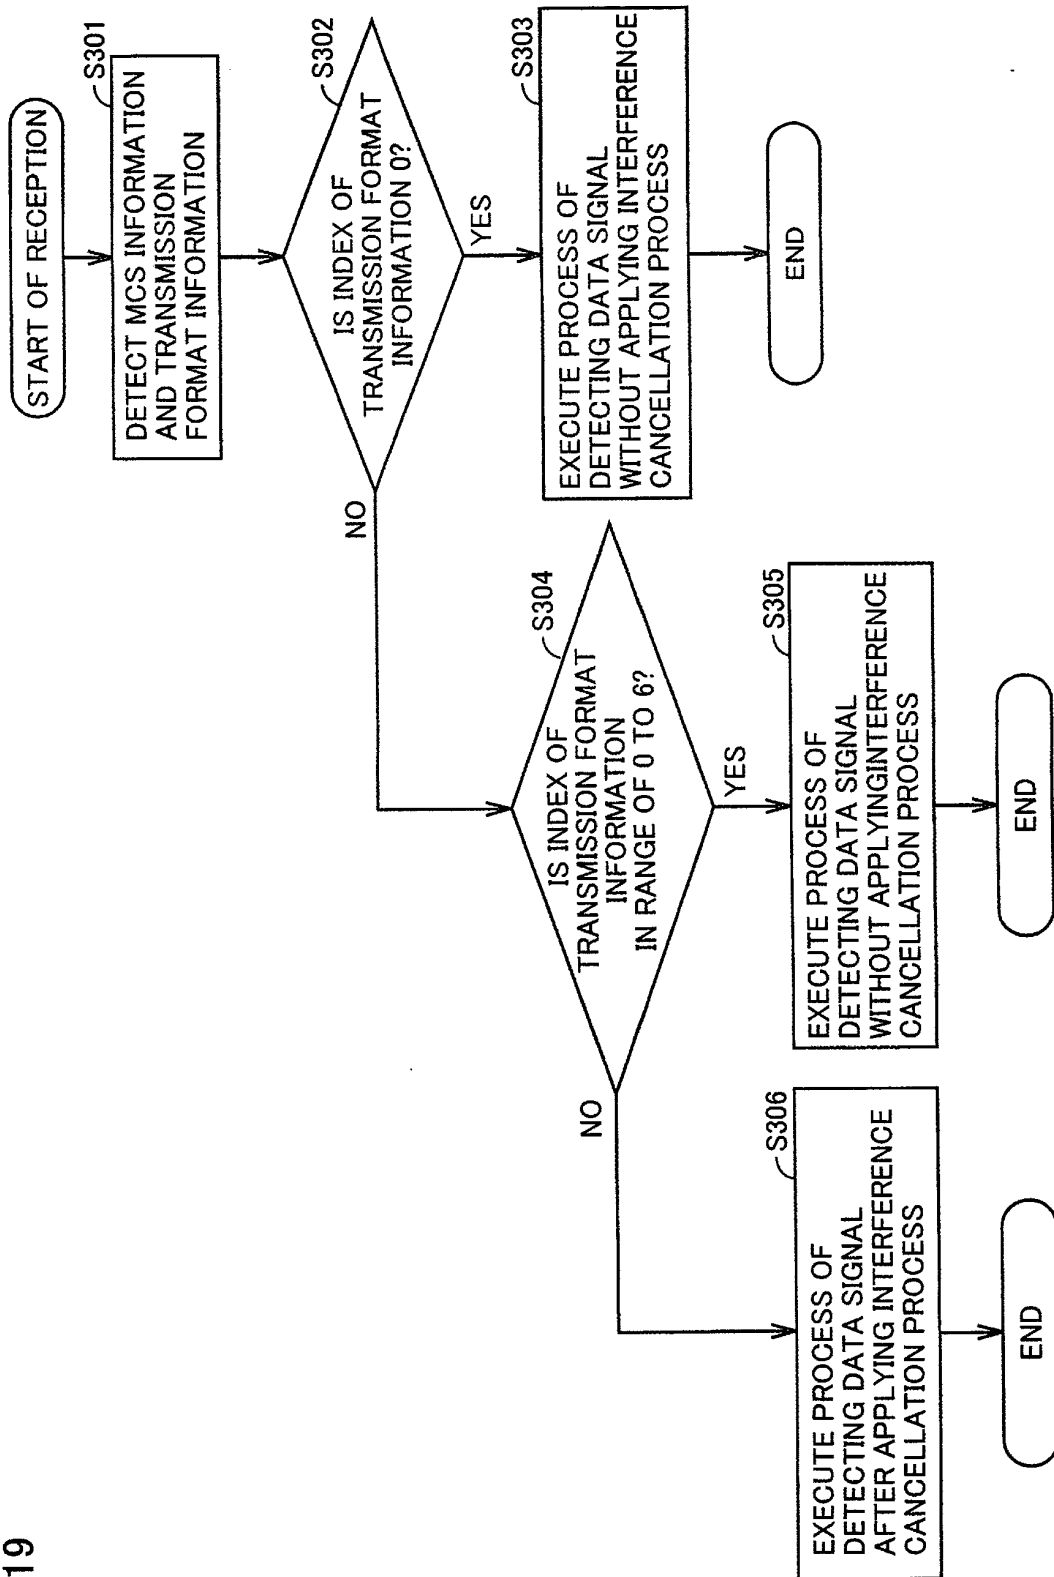 19
START OF RECEPTION
S301
DETECT MCS INFORMATION
AND TRANSMISSION
FORMAT INFORMATION
S302
IS INDEX OF
TRANSMISSION FORMAT
INFORMATION 0?
YES
NO
S303
EXECUTE PROCESS OF
DETECTING DATA SIGNAL
WITHOUT APPLYING INTERFERENCE
CANCELLATION PROCESS
END
S304
IS INDEX OF
TRANSMISSION FORMAT
INFORMATION
IN RANGE OF 0 TO 6?
YES
NO
S305
EXECUTE PROCESS OF
DETECTING DATA SIGNAL
WITHOUT APPLYINGINTERFERENCE
CANCELLATION PROCESS
END
S306
EXECUTE PROCESS OF
DETECTING DATA SIGNAL
AFTER APPLYING INTERFERENCE
CANCELLATION PROCESS
END